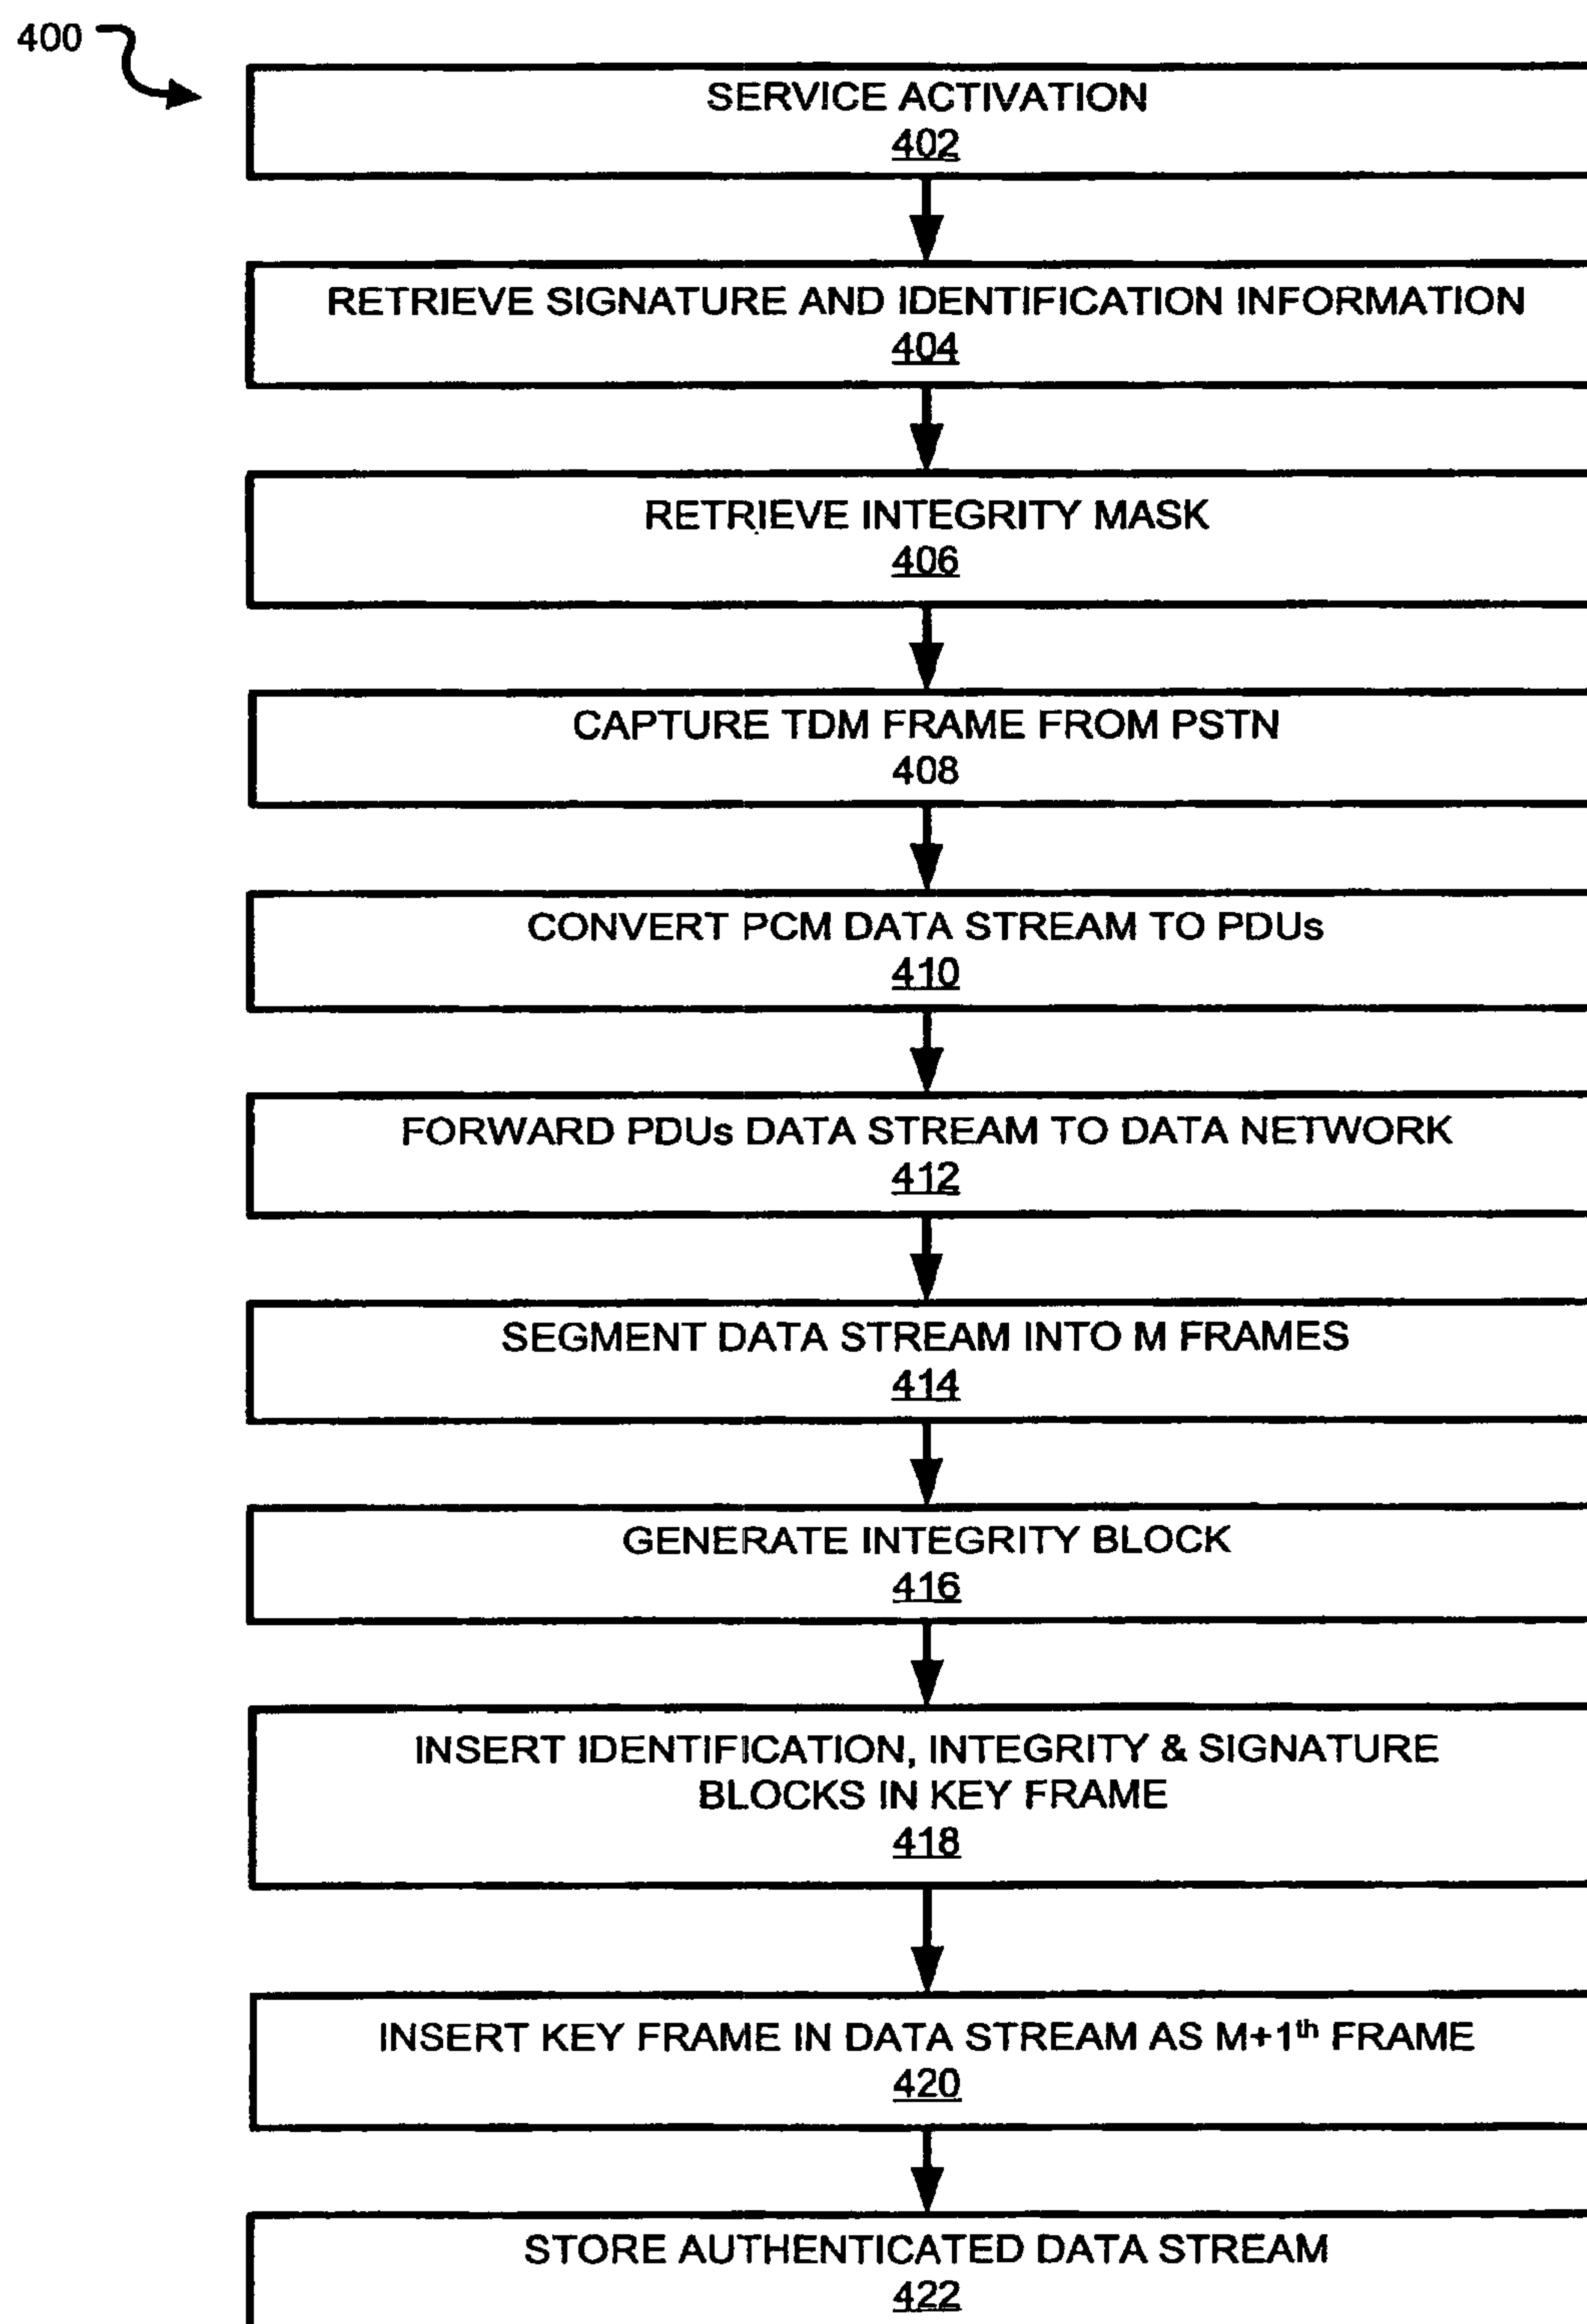 400
SERVICE ACTIVATION
402
RETRIEVE SIGNATURE AND IDENTIFICATION INFORMATION
404
RETRIEVE INTEGRITY MASK
406
CAPTURE TDM FRAME FROM PSTN
408
CONVERT PCM DATA STREAM TO PDUs
410
FORWARD PDUs DATA STREAM TO DATA NETWORK
412
SEGMENT DATA STREAM INTO M FRAMES
414
GENERATE INTEGRITY BLOCK
416
INSERT IDENTIFICATION, INTEGRITY & SIGNATURE
BLOCKS IN KEY FRAME
418
INSERT KEY FRAME IN DATA STREAM AS M+1th FRAME
420
STORE AUTHENTICATED DATA STREAM
422